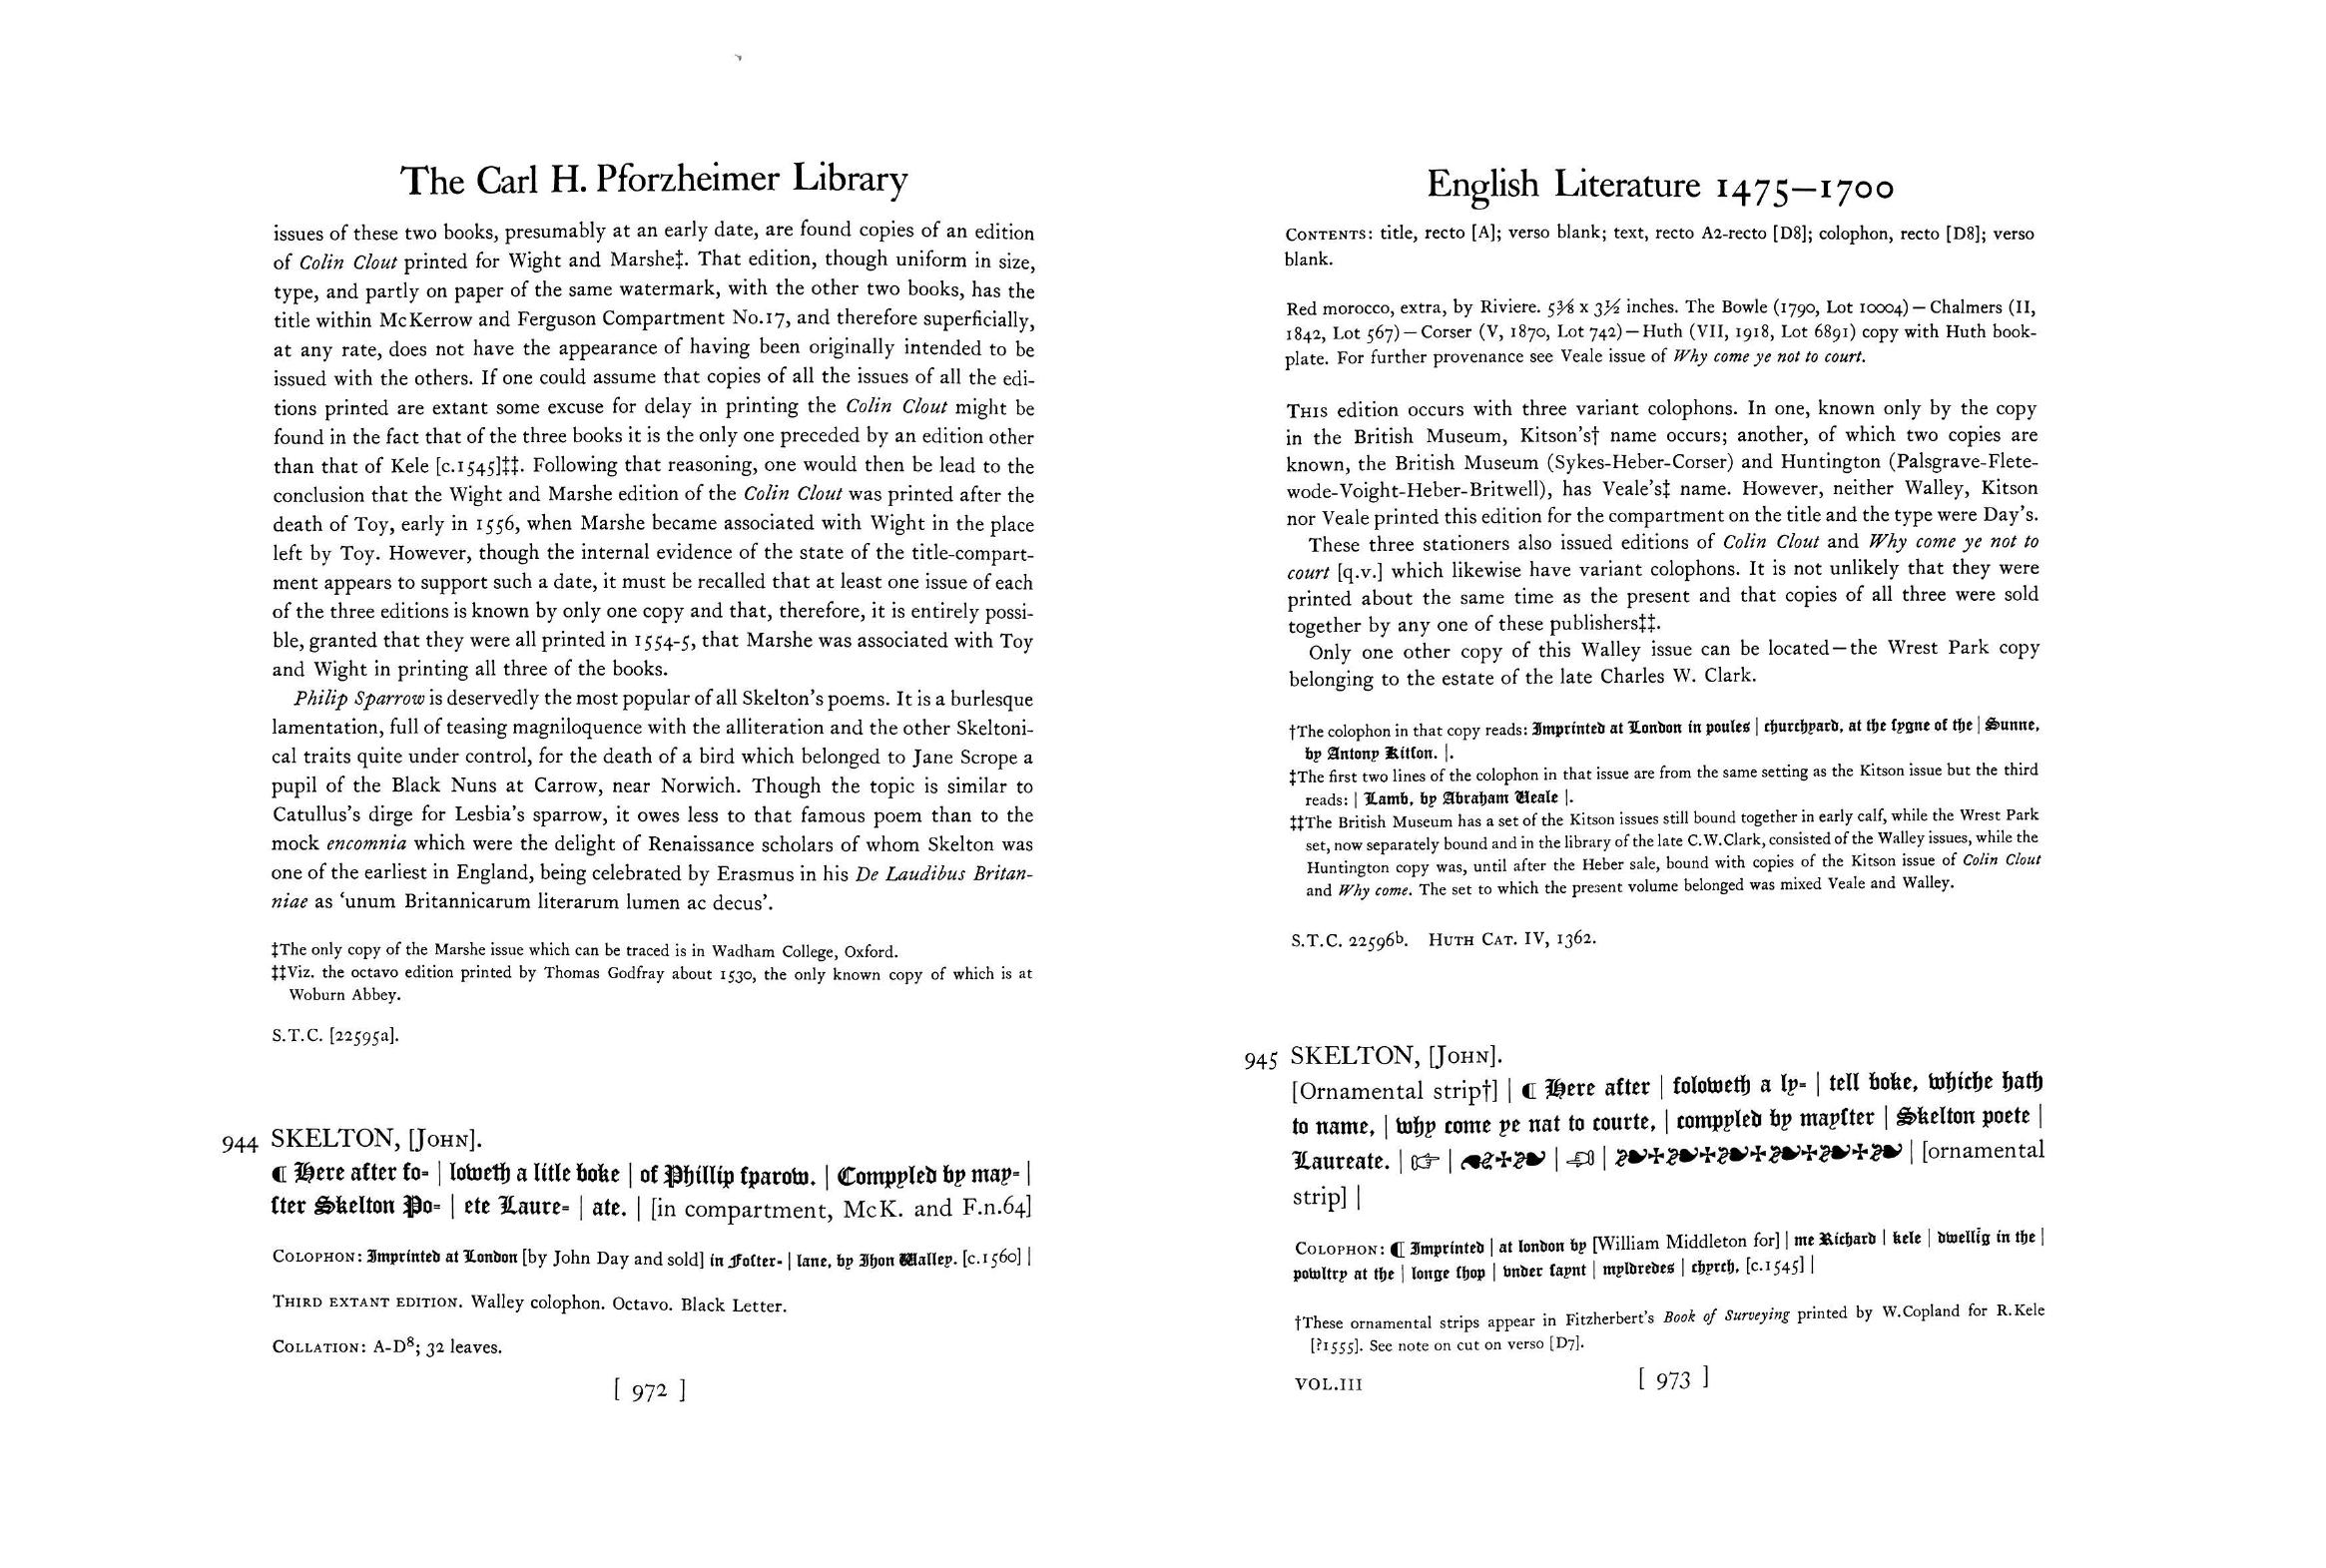 The Carl H. Pforzheimer Library
issues of these two books, presumably at an early date, are found copies of an edition
of Colin Clout printed for Wight and Marshe‡. That edition, though uniform in size,
type, and partly on paper of the same watermark, with the other two books, has the
title within McKerrow and Ferguson Compartment No.17, and therefore superficially,
at any rate, does not have the appearance of having been originally intended to be
issued with the others. If one could assume that copies of all the issues of all the edi-
tions printed are extant some excuse for delay in printing the Colin Clout might be
found in the fact that of the three books it is the only one preceded by an edition other
than that of Kele [c.1545]‡‡. Following that reasoning, one would then be lead to the
conclusion that the Wight and Marshe edition of the Colin Clout was printed after the
death of Toy, early in 1556, when Marshe became associated with Wight in the place
left by Toy. However, though the internal evidence of the state of the title-compart-
ment appears to support such a date, it must be recalled that at least one issue of each
of the three editions is known by only one copy and that, therefore, it is entirely possi-
ble, granted that they were all printed in 1554-5, that Marshe was associated with Toy
and Wight in printing all three of the books.
Philip Sparrow is deservedly the most popular of all Skelton's poems. It is a burlesque
lamentation, full of teasing magniloquence with the alliteration and the other Skeltoni-
cal traits quite under control, for the death of a bird which belonged to Jane Scrope a
pupil of the Black Nuns at Carrow, near Norwich. Though the topic is similar to
Catullus's dirge for Lesbia's sparrow, it owes less to that famous poem than to the
mock encomnia which were the delight of Renaissance scholars of whom Skelton was
one of the earliest in England, being celebrated by Erasmus in his De Laudibus Britan-
niae as 'unum Britannicarum literarum lumen ac decus'.
‡The only copy of the Marshe issue which can be traced is in Wadham College, Oxford.
‡‡Viz. the octavo edition printed by Thomas Godfray about 1530, the only known copy of which is at
Woburn Abbey.
S.T.C. [22595a].
944 SKELTON, [JOHN].
¶ Here after fo- | loweth a litle boke | of Phillip ſparow. | Compyled by may- |
ſter Skelton Po- | ete Laure- | ate. | [in compartment, McK. and F.n.64]
COLOPHON: Imprinted at London [by John Day and sold] in Foſter- | lane, by Jhon Walley. [c.1560] |
THIRD EXTANT EDITION. Walley colophon. Octavo. Black Letter.
COLLATION: A-D⁸; 32 leaves.
[ 972 ]
English Literature 1475–1700
CONTENTS: title, recto [A]; verso blank; text, recto A2-recto [D8]; colophon, recto [D8]; verso
blank.
Red morocco, extra, by Riviere. 5⅜ x 3½ inches. The Bowle (1790, Lot 10004)—Chalmers (II,
1842, Lot 567)—Corser (V, 1870, Lot 742)—Huth (VII, 1918, Lot 6891) copy with Huth book-
plate. For further provenance see Veale issue of Why come ye not to court.
THIS edition occurs with three variant colophons. In one, known only by the copy
in the British Museum, Kitson's† name occurs; another, of which two copies are
known, the British Museum (Sykes-Heber-Corser) and Huntington (Palsgrave-Flete-
wode-Voight-Heber-Britwell), has Veale's‡ name. However, neither Walley, Kitson
nor Veale printed this edition for the compartment on the title and the type were Day's.
These three stationers also issued editions of Colin Clout and Why come ye not to
court [q.v.] which likewise have variant colophons. It is not unlikely that they were
printed about the same time as the present and that copies of all three were sold
together by any one of these publishers‡‡.
Only one other copy of this Walley issue can be located—the Wrest Park copy
belonging to the estate of the late Charles W. Clark.
†The colophon in that copy reads: Imprinted at London in poules | churchyard, at the ſygne of the | Sunne,
by Antony Kitſon. |.
‡The first two lines of the colophon in that issue are from the same setting as the Kitson issue but the third
reads: | Lamb, by Abraham Veale |.
‡‡The British Museum has a set of the Kitson issues still bound together in early calf, while the Wrest Park
set, now separately bound and in the library of the late C.W.Clark, consisted of the Walley issues, while the
Huntington copy was, until after the Heber sale, bound with copies of the Kitson issue of Colin Clout
and Why come. The set to which the present volume belonged was mixed Veale and Walley.
S.T.C. 22596b. HUTH CAT. IV, 1362.
945 SKELTON, [JOHN].
[Ornamental strip†] | ¶ Here after | foloweth a ly- | tell boke, whiche hath
to name, | why come ye nat to courte, | compyled by mayſter | Skelton poete |
Laureate. | ☞ | ☙✠❧ | ☜ | ❧✠❧✠❧✠❧✠❧✠❧ | [ornamental
strip] |
COLOPHON: ¶ Imprinted | at london by [William Middleton for] | me Richard | kele | dwellīg in the |
powltry at the | longe ſhop | vnder ſaynt | myldredes | chyrch. [c.1545] |
†These ornamental strips appear in Fitzherbert's Book of Surveying printed by W.Copland for R.Kele
[?1555]. See note on cut on verso [D7].
VOL.III
[ 973 ]